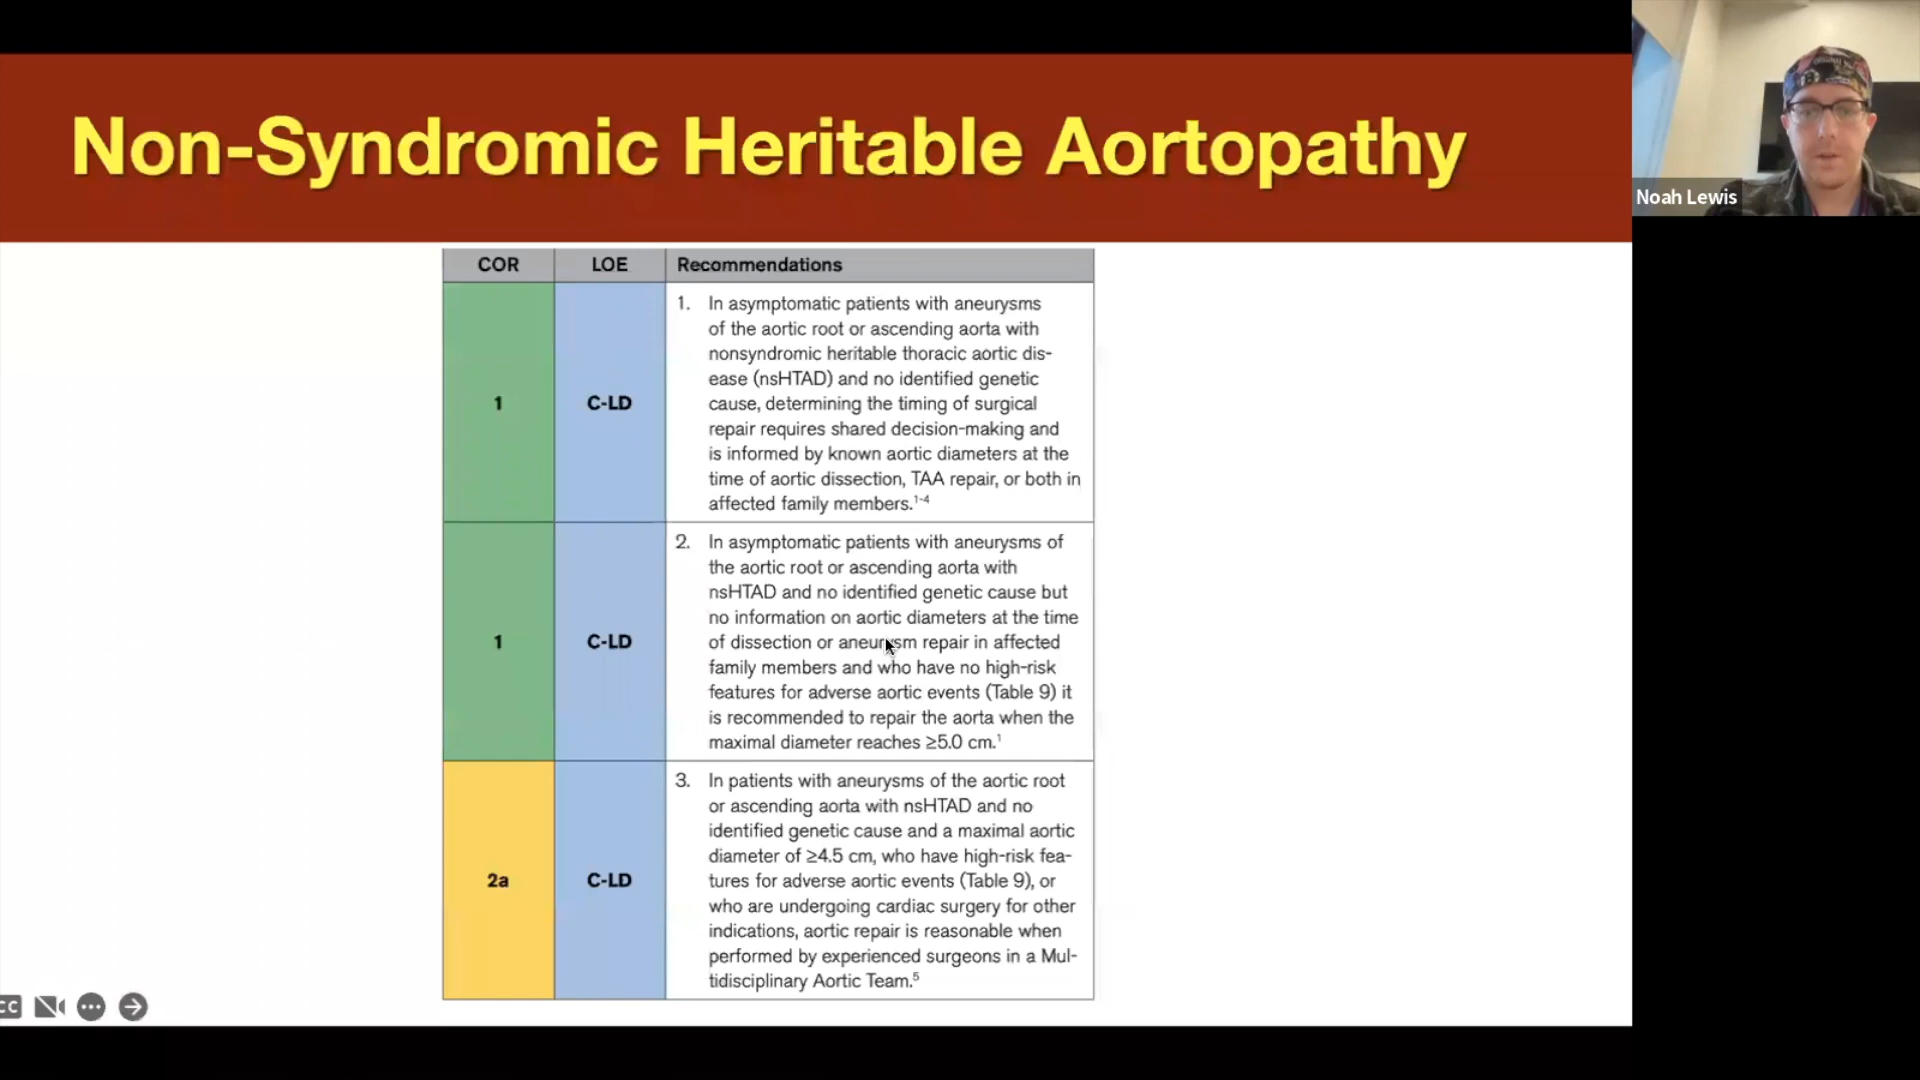 Non-Syndromic Heritable Aortopathy
Noah Lewis
COR LOE Recommendations
1 C-LD
1. In asymptomatic patients with aneurysms
of the aortic root or ascending aorta with
nonsyndromic heritable thoracic aortic dis-
ease (nsHTAD) and no identified genetic
cause, determining the timing of surgical
repair requires shared decision-making and
is informed by known aortic diameters at the
time of aortic dissection, TAA repair, or both in
affected family members.1-4
1 C-LD
2. In asymptomatic patients with aneurysms of
the aortic root or ascending aorta with
nsHTAD and no identified genetic cause but
no information on aortic diameters at the time
of dissection or aneurysm repair in affected
family members and who have no high-risk
features for adverse aortic events (Table 9) it
is recommended to repair the aorta when the
maximal diameter reaches ≥5.0 cm.1
2a C-LD
3. In patients with aneurysms of the aortic root
or ascending aorta with nsHTAD and no
identified genetic cause and a maximal aortic
diameter of ≥4.5 cm, who have high-risk fea-
tures for adverse aortic events (Table 9), or
who are undergoing cardiac surgery for other
indications, aortic repair is reasonable when
performed by experienced surgeons in a Mul-
tidisciplinary Aortic Team.5
CC